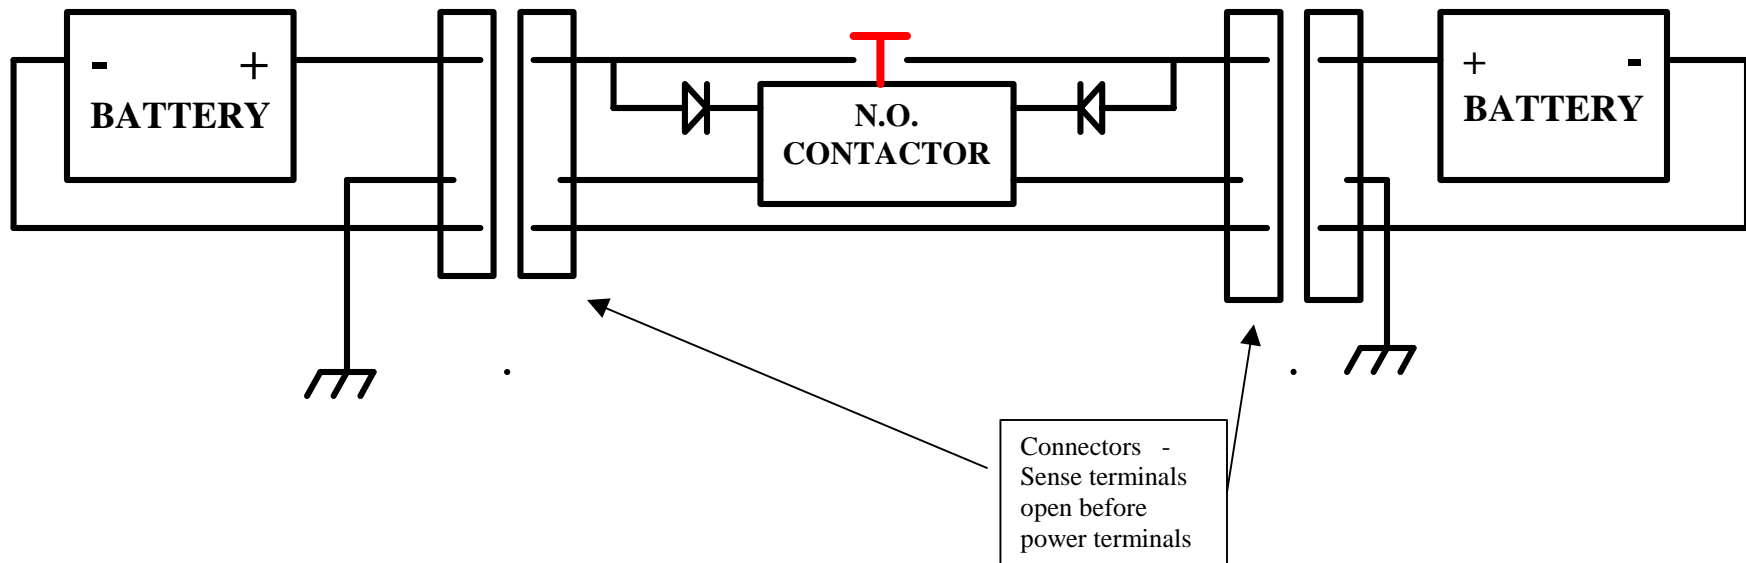 - +
BATTERY
N.O.
CONTACTOR
+ -
BATTERY
Connectors -
Sense terminals
open before
power terminals